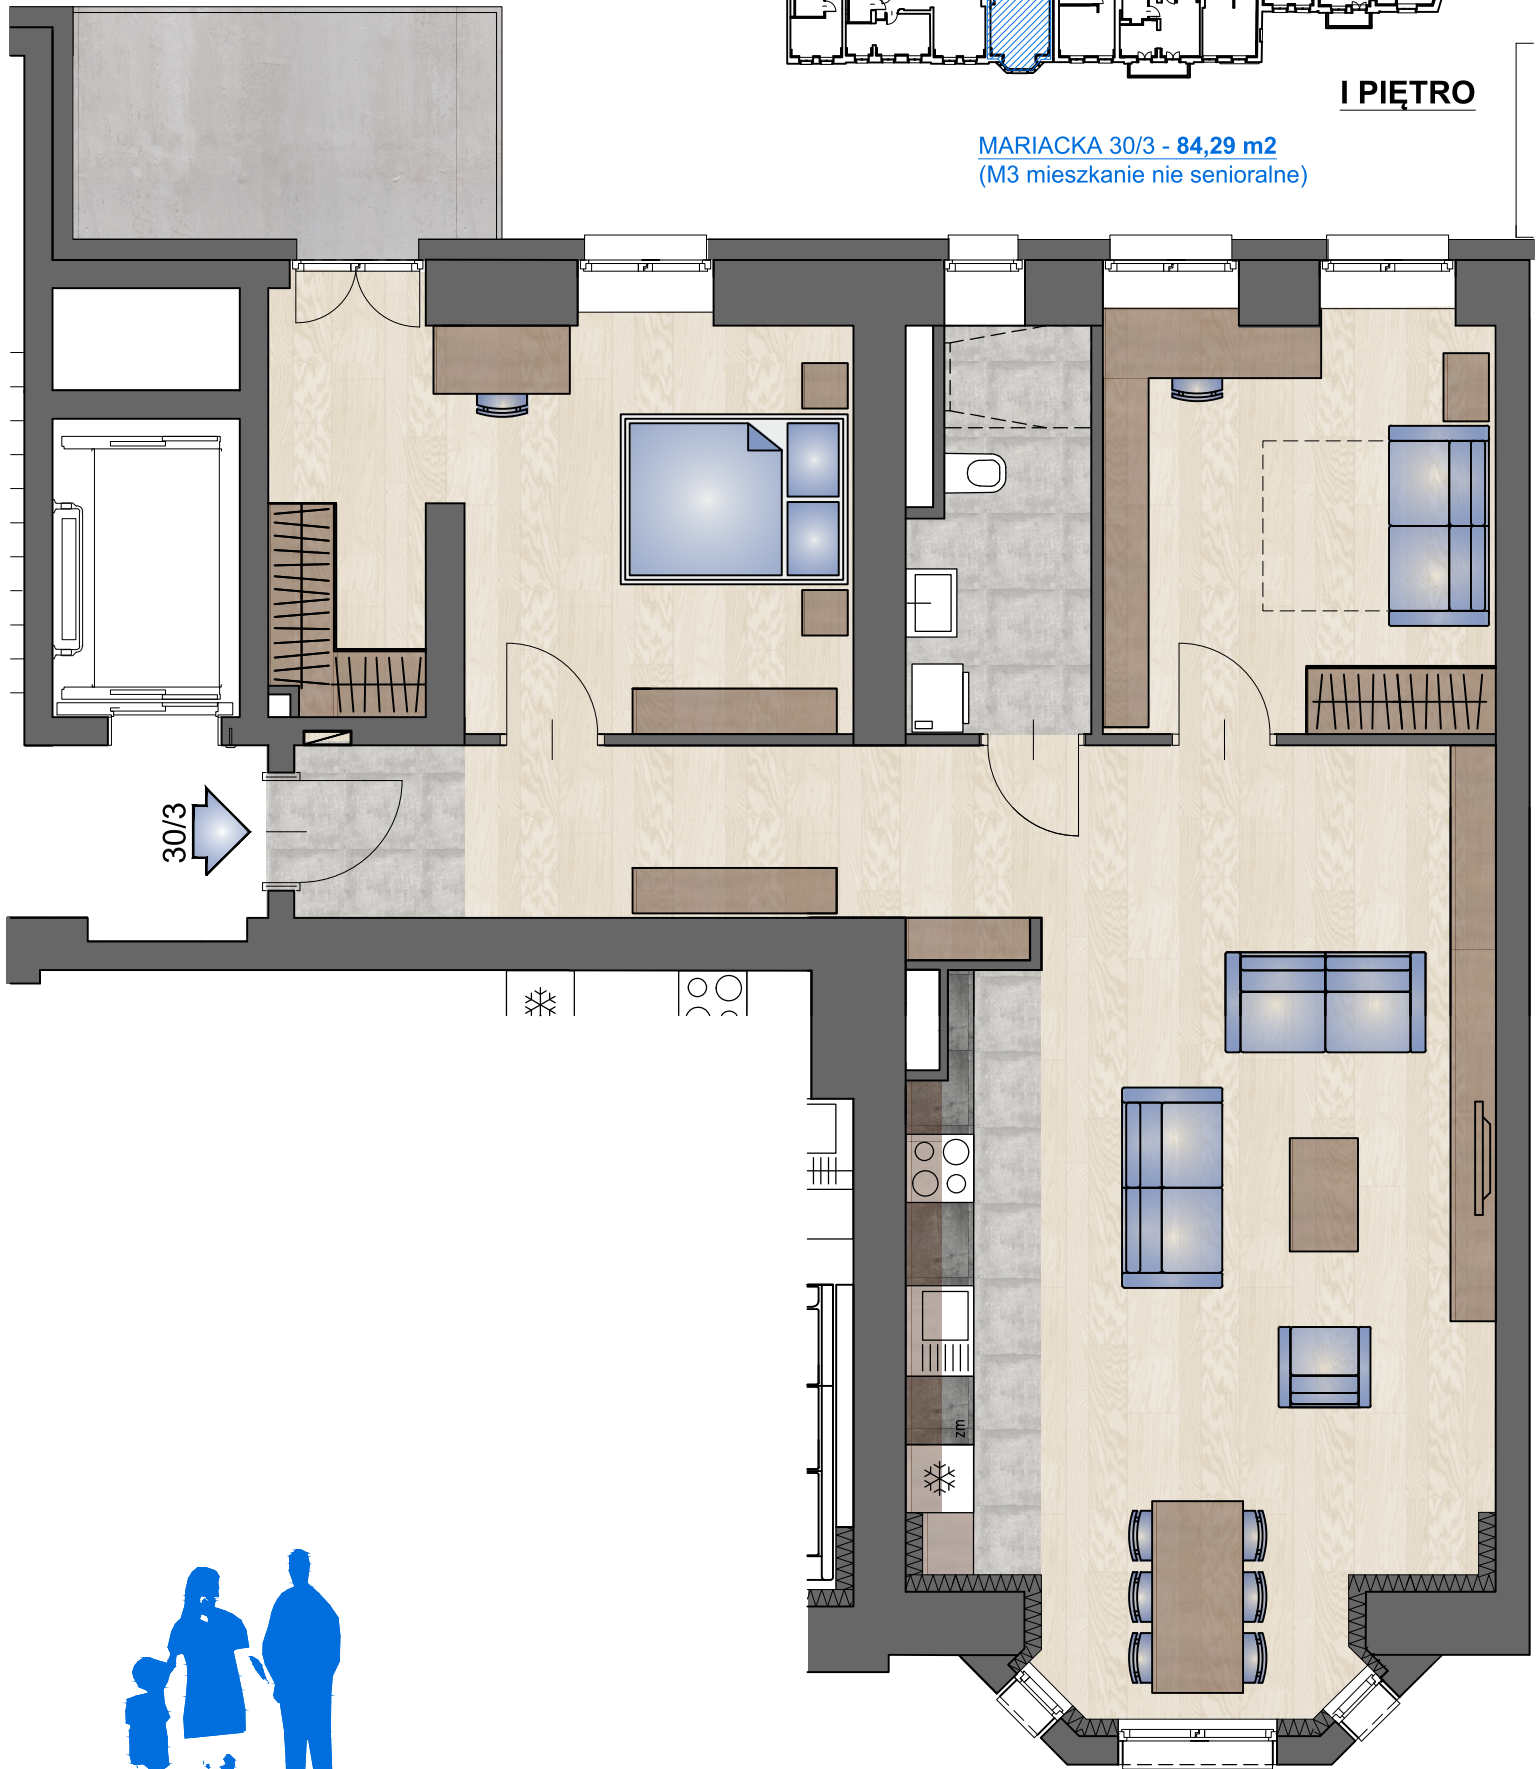 I PIĘTRO
MARIACKA 30/3 - 84,29 m2
(M3 mieszkanie nie senioralne)
30/3
zm